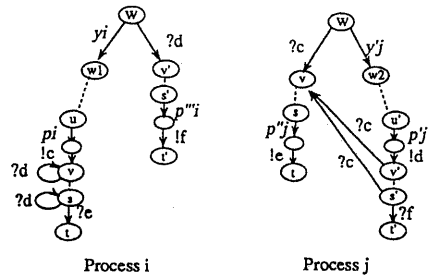 W
yi
?d
w1
v'
s'
p'''i
!f
t'
u
pi
!c
?d
v
?d
s
?e
t
Process i
W
?c
y'j
v
w2
s
p''j
!e
t
?c
?c
u'
p'j
!d
v'
s'
?f
t'
Process j